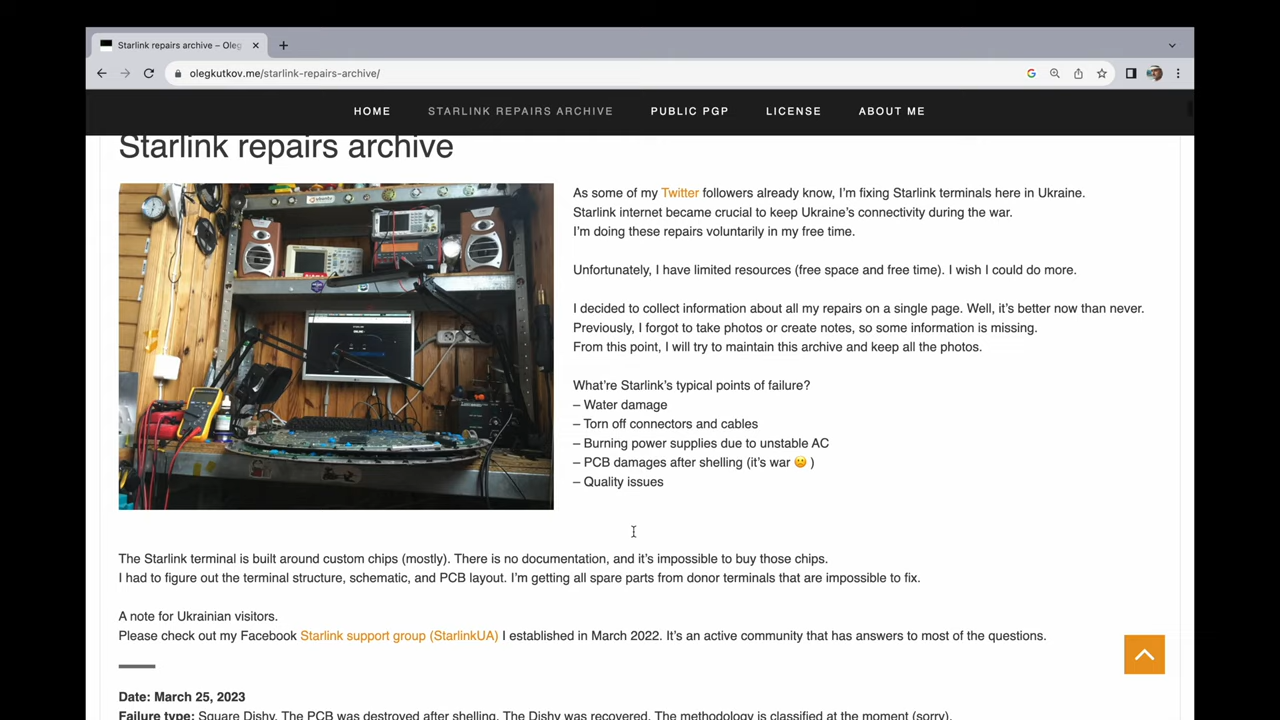 Starlink repairs archive – Oleg
olegkutkov.me/starlink-repairs-archive/
HOME
STARLINK REPAIRS ARCHIVE
PUBLIC PGP
LICENSE
ABOUT ME
Starlink repairs archive
As some of my Twitter followers already know, I'm fixing Starlink terminals here in Ukraine.
Starlink internet became crucial to keep Ukraine's connectivity during the war.
I'm doing these repairs voluntarily in my free time.
Unfortunately, I have limited resources (free space and free time). I wish I could do more.
I decided to collect information about all my repairs on a single page. Well, it's better now than never.
Previously, I forgot to take photos or create notes, so some information is missing.
From this point, I will try to maintain this archive and keep all the photos.
What're Starlink's typical points of failure?
– Water damage
– Torn off connectors and cables
– Burning power supplies due to unstable AC
– PCB damages after shelling (it's war 🙁 )
– Quality issues
The Starlink terminal is built around custom chips (mostly). There is no documentation, and it's impossible to buy those chips.
I had to figure out the terminal structure, schematic, and PCB layout. I'm getting all spare parts from donor terminals that are impossible to fix.
A note for Ukrainian visitors.
Please check out my Facebook Starlink support group (StarlinkUA) I established in March 2022. It's an active community that has answers to most of the questions.
Date: March 25, 2023
Failure type: Square Dishy. The PCB was destroyed after shelling. The Dishy was recovered. The methodology is classified at the moment (sorry).